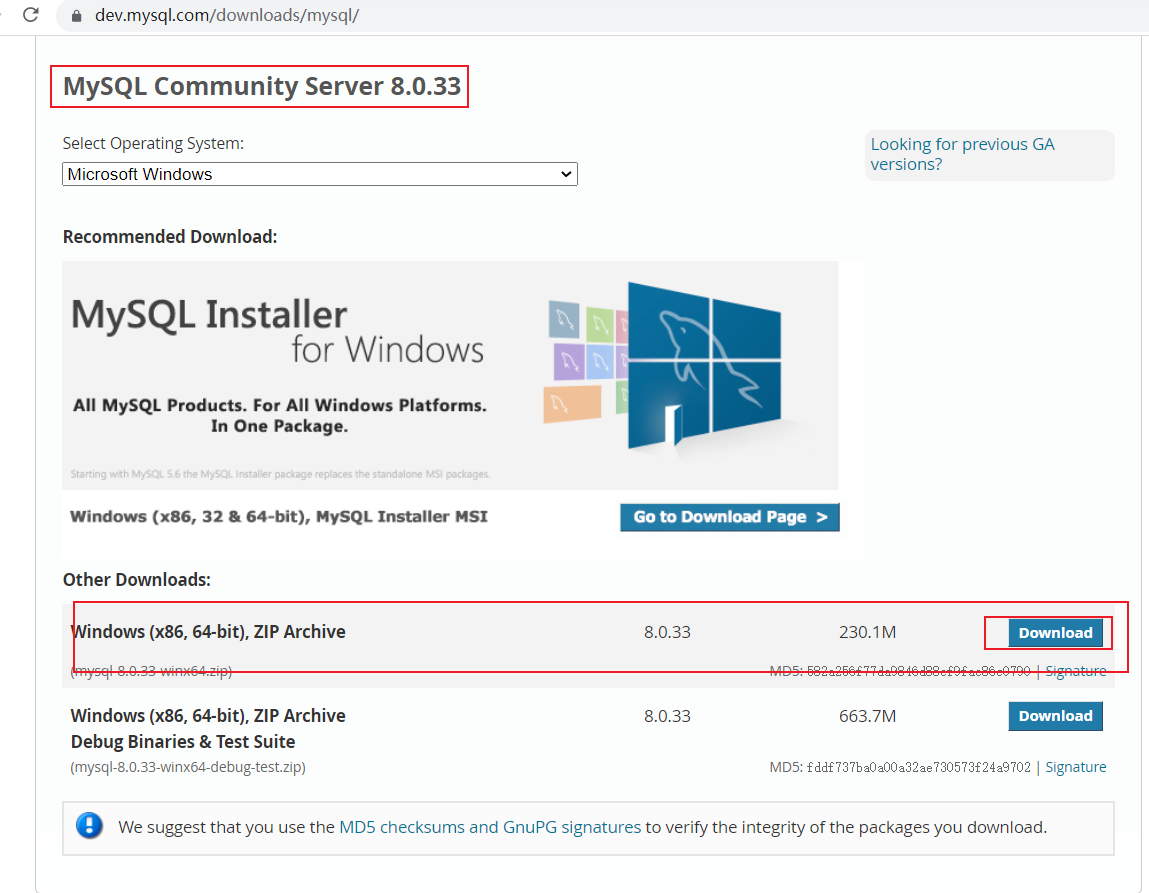 dev.mysql.com/downloads/mysql/
MySQL Community Server 8.0.33
Select Operating System:
Looking for previous GA
versions?
Microsoft Windows
Recommended Download:
MySQL Installer
for Windows
All MySQL Products. For All Windows Platforms.
In One Package.
Starting with MySQL 5.6 the MySQL Installer package replaces the standalone MSI packages.
Windows (x86, 32 & 64-bit), MySQL Installer MSI
Go to Download Page >
Other Downloads:
Windows (x86, 64-bit), ZIP Archive 8.0.33 230.1M Download
(mysql-8.0.33-winx64.zip) MD5: | Signature
Windows (x86, 64-bit), ZIP Archive 8.0.33 663.7M Download
Debug Binaries & Test Suite
(mysql-8.0.33-winx64-debug-test.zip) MD5: fddf737ba0a00a32ae730573f24a9702 | Signature
We suggest that you use the MD5 checksums and GnuPG signatures to verify the integrity of the packages you download.